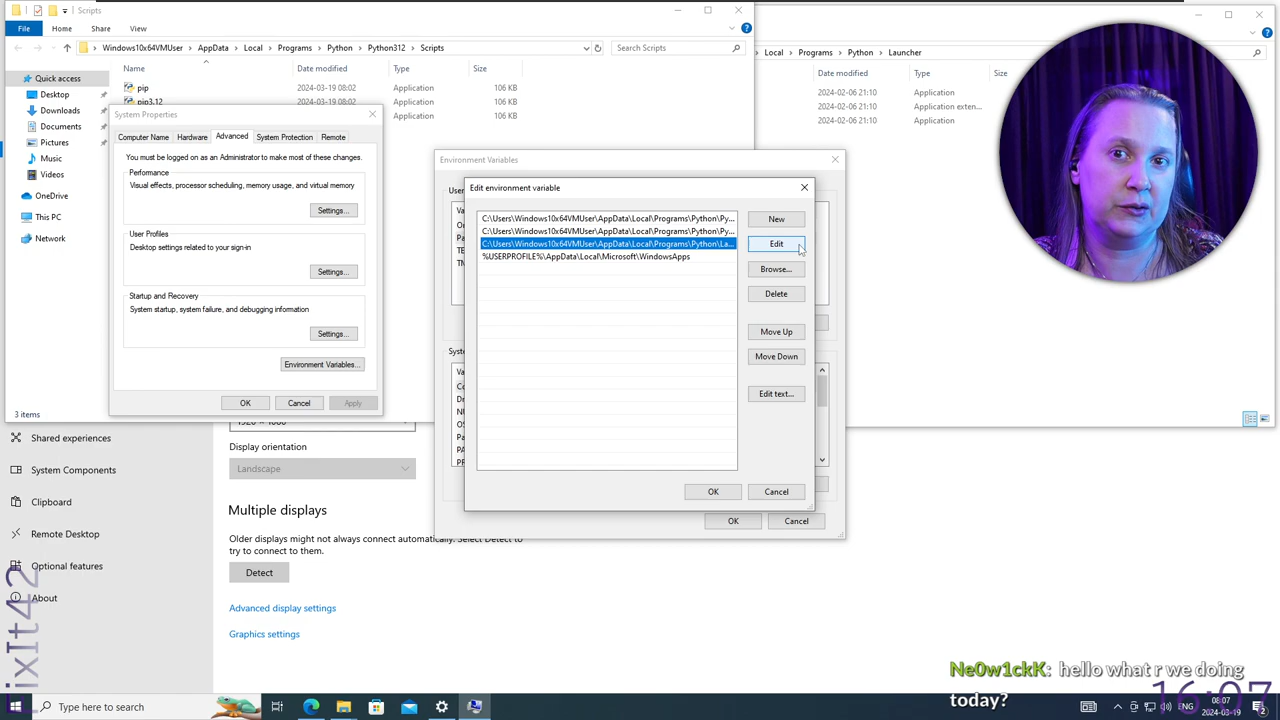 Scripts
File
Home
Share
View
Windows10x64VMUser
AppData
Local
Programs
Python
Python312
Scripts
Search Scripts
Local
Programs
Python
Launcher
Name
Date modified
Type
Size
Date modified
Type
Size
Quick access
Desktop
Downloads
Documents
Pictures
Music
Videos
OneDrive
This PC
Network
3 items
pip
2024-03-19 08:02
Application
106 KB
pip3.12
2024-03-19 08:02
Application
106 KB
2024-03-19 08:02
Application
106 KB
2024-02-06 21:10
Application
2024-02-06 21:10
Application exten...
2024-02-06 21:10
Application
System Properties
Computer Name
Hardware
Advanced
System Protection
Remote
You must be logged on as an Administrator to make most of these changes.
Performance
Visual effects, processor scheduling, memory usage, and virtual memory
Settings...
User Profiles
Desktop settings related to your sign-in
Settings...
Startup and Recovery
System startup, system failure, and debugging information
Settings...
Environment Variables...
OK
Cancel
Apply
Environment Variables
Edit environment variable
C:\Users\Windows10x64VMUser\AppData\Local\Programs\Python\Py...
C:\Users\Windows10x64VMUser\AppData\Local\Programs\Python\Py...
C:\Users\Windows10x64VMUser\AppData\Local\Programs\Python\La...
%USERPROFILE%\AppData\Local\Microsoft\WindowsApps
New
Edit
Browse...
Delete
Move Up
Move Down
Edit text...
OK
Cancel
OK
Cancel
Shared experiences
System Components
Clipboard
Remote Desktop
Optional features
About
Display orientation
Landscape
Multiple displays
Older displays might not always connect automatically. Select Detect to
try to connect to them.
Detect
Advanced display settings
Graphics settings
Ne0w1ckK: hello what r we doing
today?
16:07
Type here to search
ENG
08:07
2024-03-19